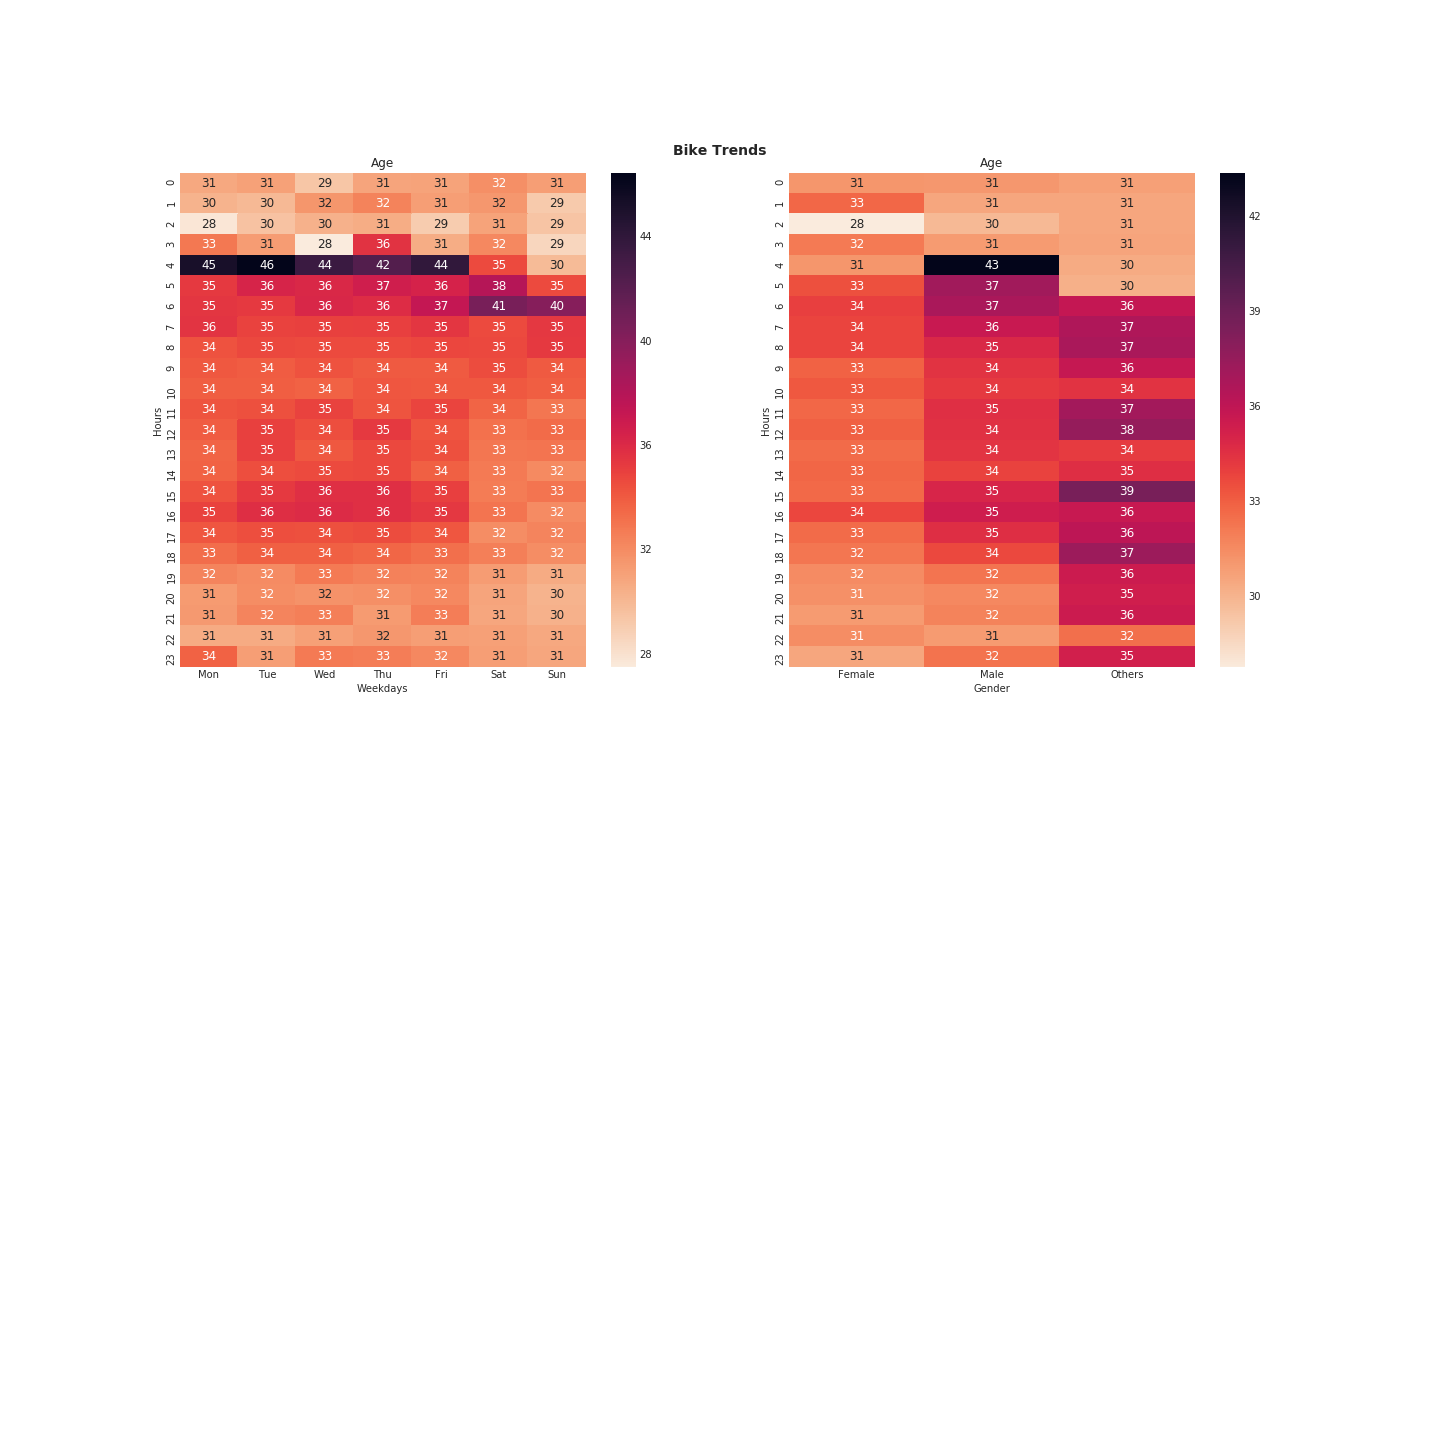 Bike Trends
Age
0 31 31 29 31 31 32 31
1 30 30 32 32 31 32 29
2 28 30 30 31 29 31 29
3 33 31 28 36 31 32 29
4 45 46 44 42 44 35 30
5 35 36 36 37 36 38 35
6 35 35 36 36 37 41 40
7 36 35 35 35 35 35 35
8 34 35 35 35 35 35 35
9 34 34 34 34 34 35 34
10 34 34 34 34 34 34 34
11 34 34 35 34 35 34 33
12 34 35 34 35 34 33 33
13 34 35 34 35 34 33 33
14 34 34 35 35 34 33 32
15 34 35 36 36 35 33 33
16 35 36 36 36 35 33 32
17 34 35 34 35 34 32 32
18 33 34 34 34 33 33 32
19 32 32 33 32 32 31 31
20 31 32 32 32 32 31 30
21 31 32 33 31 33 31 30
22 31 31 31 32 31 31 31
23 34 31 33 33 32 31 31
Hours
Mon Tue Wed Thu Fri Sat Sun
Weekdays
44
40
36
32
28
Age
0 31 31 31
1 33 31 31
2 28 30 31
3 32 31 31
4 31 43 30
5 33 37 30
6 34 37 36
7 34 36 37
8 34 35 37
9 33 34 36
10 33 34 34
11 33 35 37
12 33 34 38
13 33 34 34
14 33 34 35
15 33 35 39
16 34 35 36
17 33 35 36
18 32 34 37
19 32 32 36
20 31 32 35
21 31 32 36
22 31 31 32
23 31 32 35
Hours
Female Male Others
Gender
42
39
36
33
30